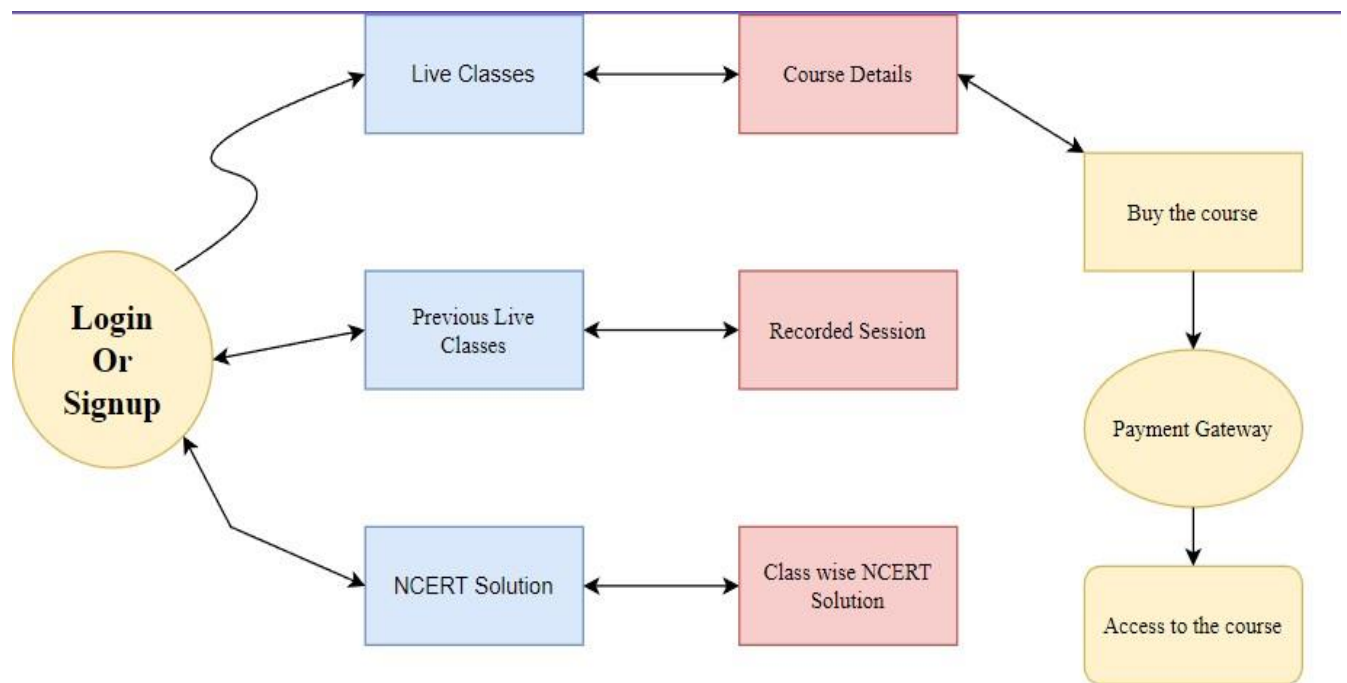 Live Classes
Course Details
Buy the course
Login
Or
Signup
Previous Live
Classes
Recorded Session
Payment Gateway
NCERT Solution
Class wise NCERT
Solution
Access to the course